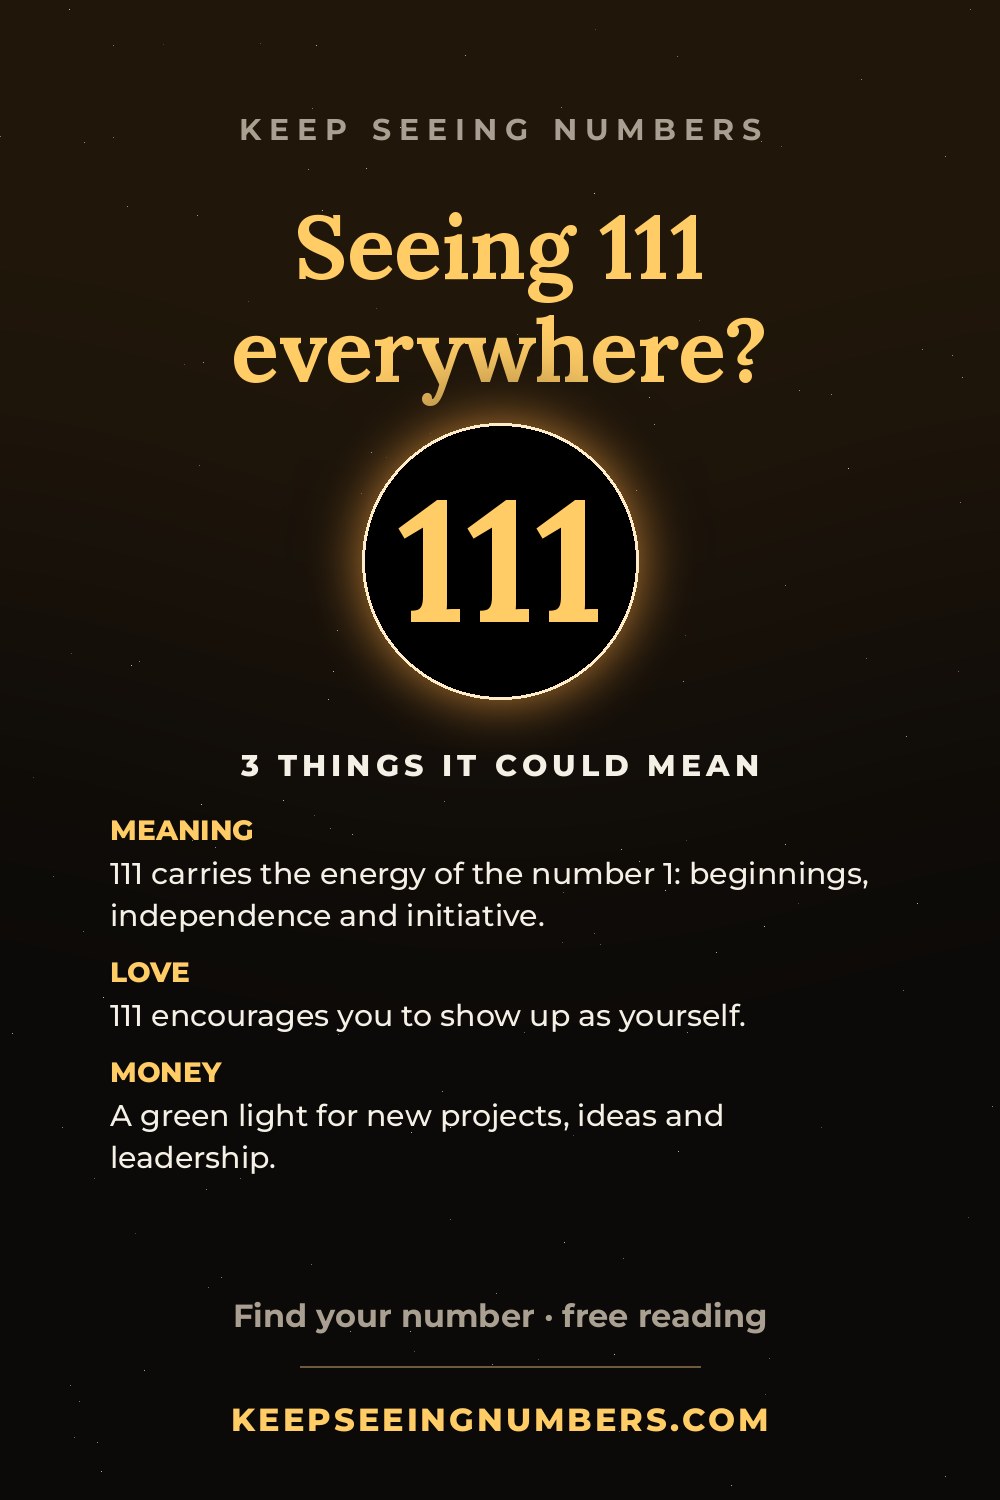 KEEP SEEING NUMBERS
Seeing 111
everywhere?
111
3 THINGS IT COULD MEAN
MEANING
111 carries the energy of the number 1: beginnings,
independence and initiative.
LOVE
111 encourages you to show up as yourself.
MONEY
A green light for new projects, ideas and
leadership.
Find your number · free reading
KEEPSEEINGNUMBERS.COM